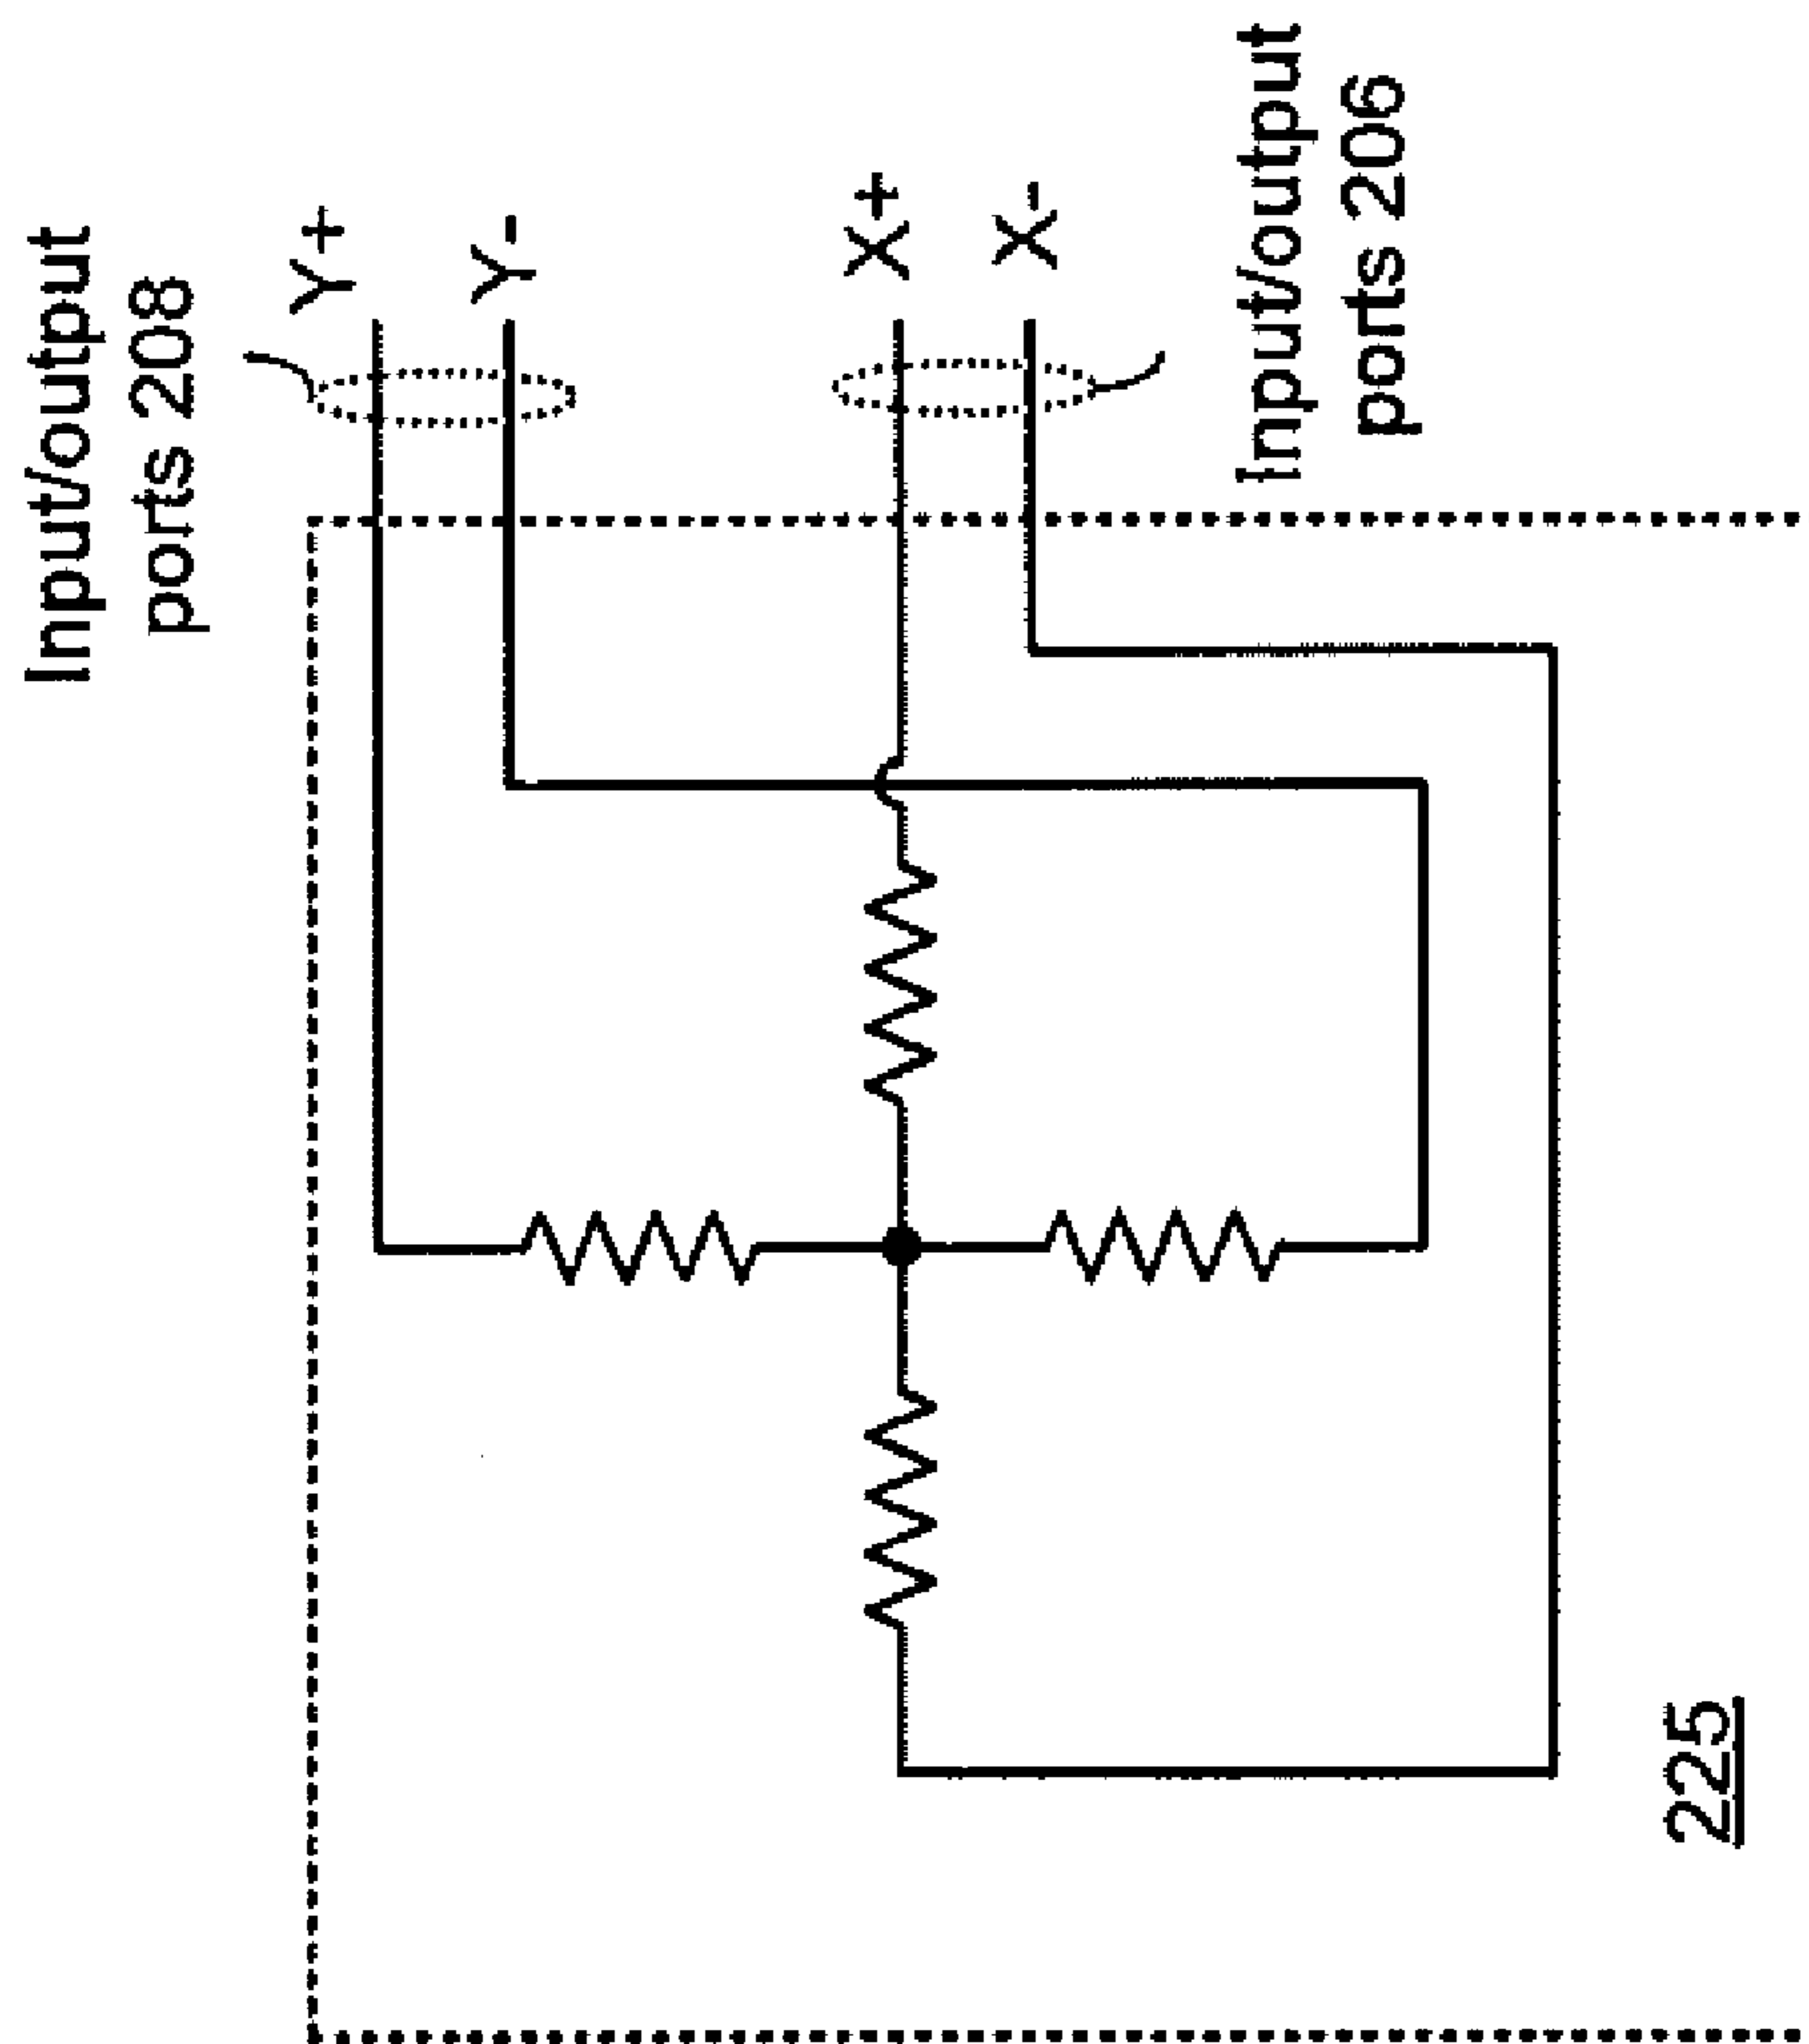 Input/output
ports 208
Y+
Y-
X+
X-
Input/output
ports 206
225